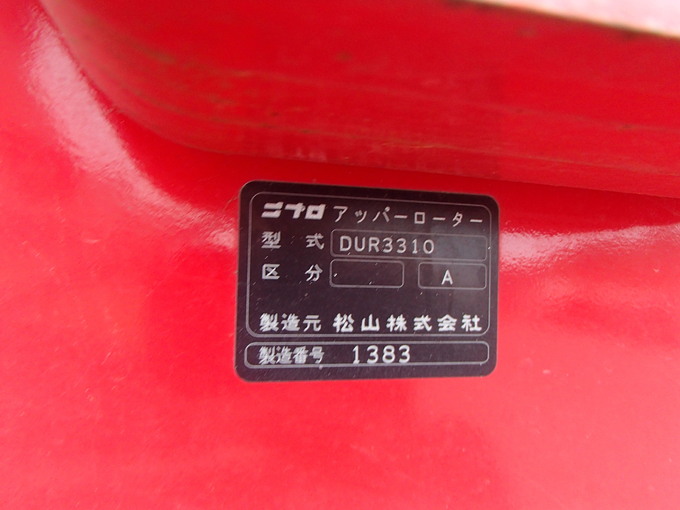 ニプロ アッパーローター
型式 DUR3310
区分 A
製造元 松山株式会社
製造番号 1383